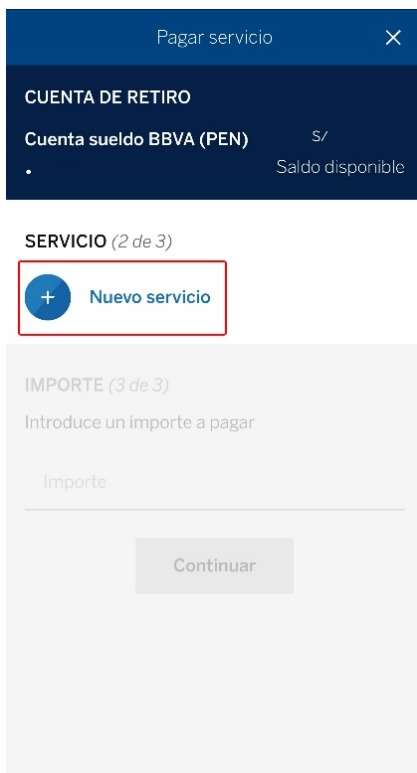 Pagar servicio
CUENTA DE RETIRO
Cuenta sueldo BBVA (PEN) S/
Saldo disponible
SERVICIO (2 de 3)
Nuevo servicio
IMPORTE (3 de 3)
Introduce un importe a pagar
Importe
Continuar